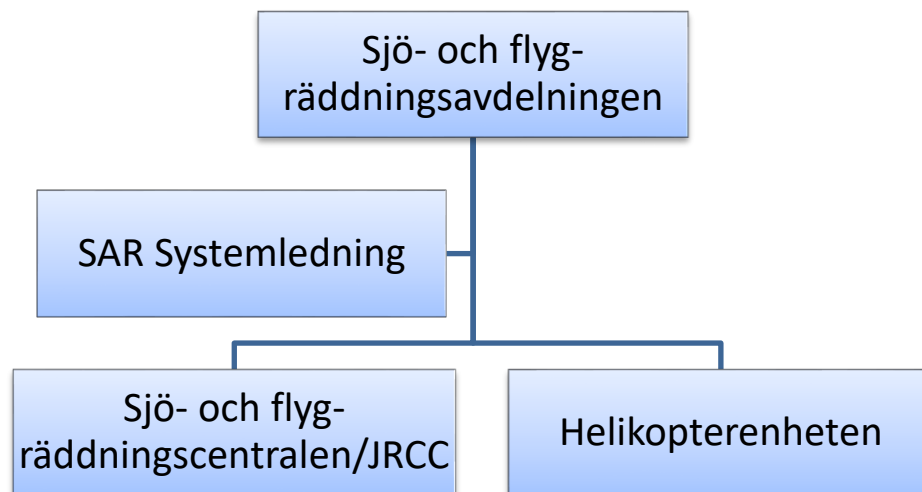 Sjö- och flyg-
räddningsavdelningen
SAR Systemledning
Sjö- och flyg-
räddningscentralen/JRCC
Helikopterenheten